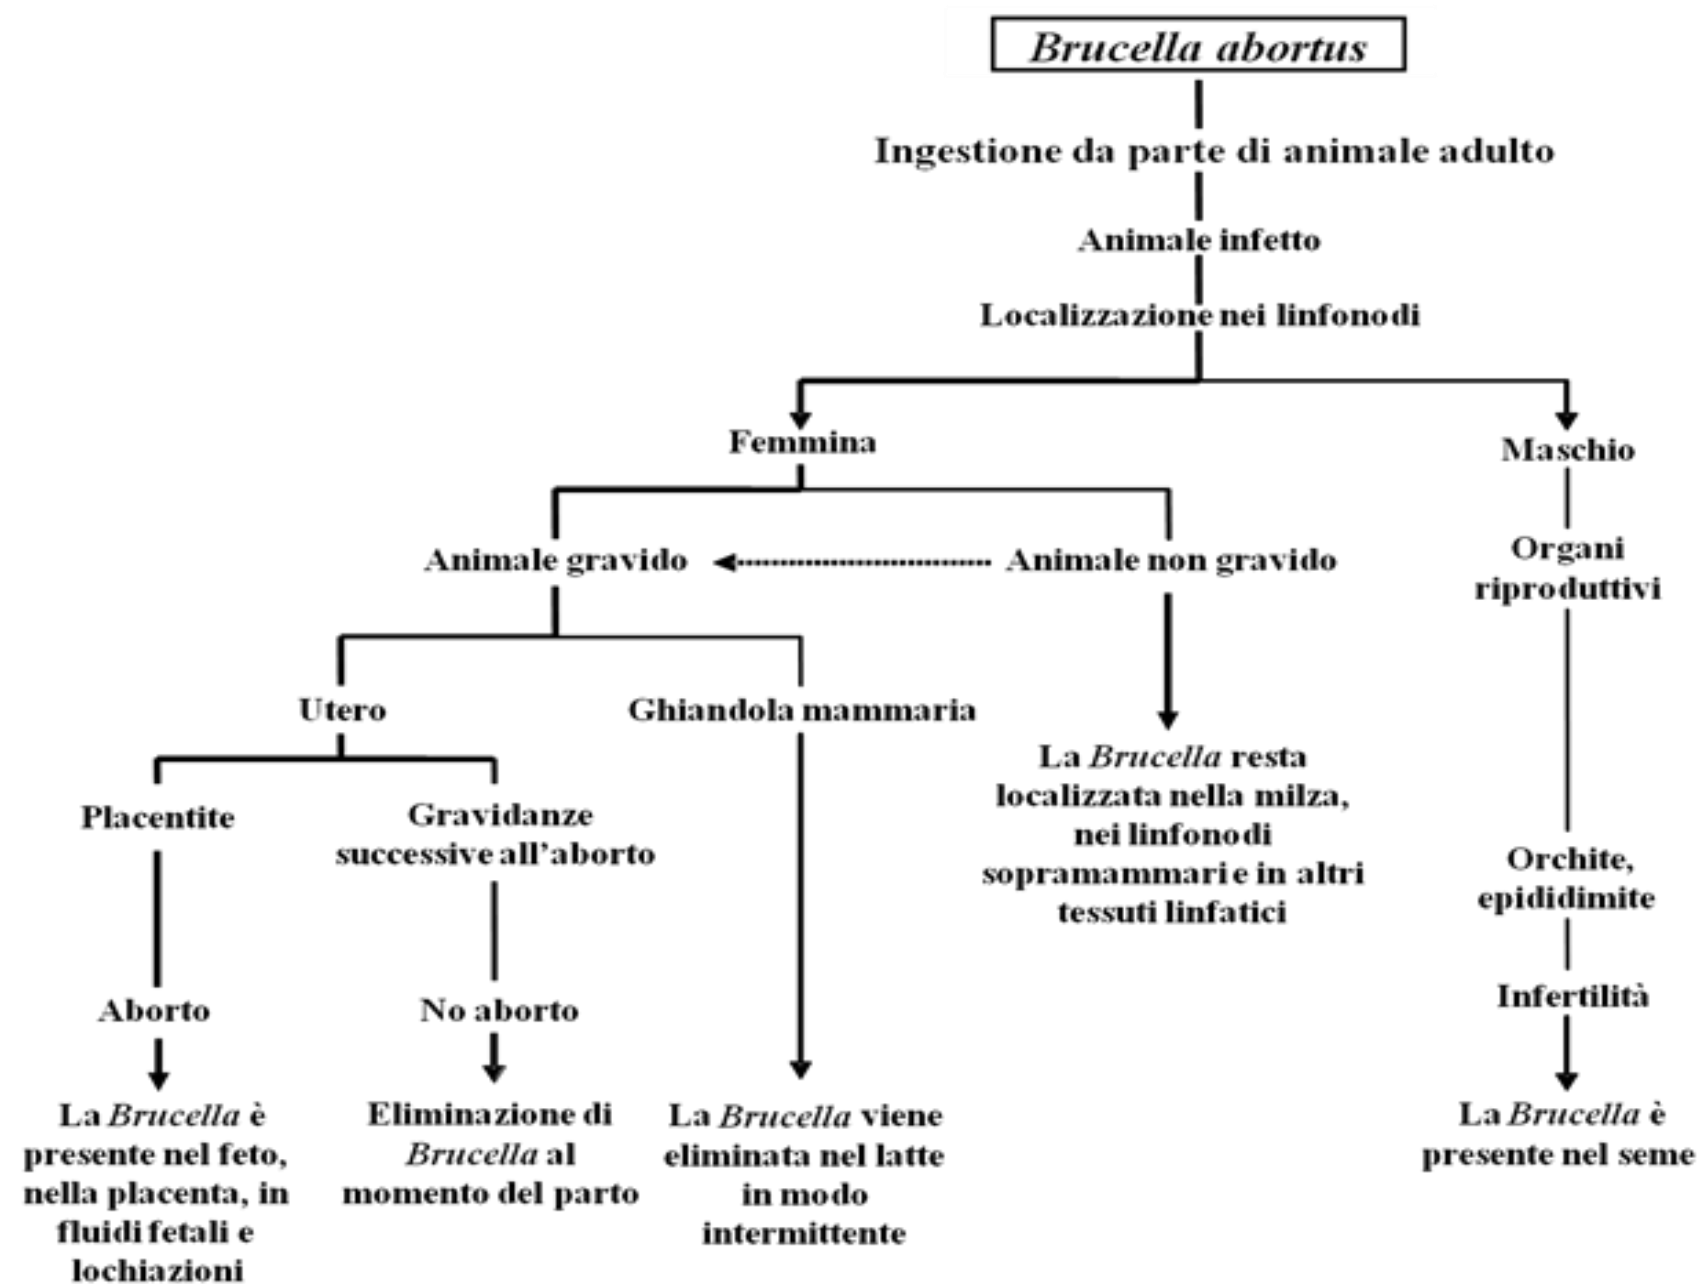 Brucella abortus
Ingestione da parte di animale adulto
Animale infetto
Localizzazione nei linfonodi
Femmina
Maschio
Animale gravido
Animale non gravido
Organi
riproduttivi
Utero
Ghiandola mammaria
La Brucella resta
localizzata nella milza,
nei linfonodi
sopramammari e in altri
tessuti linfatici
Placentite
Gravidanze
successive all'aborto
Orchite,
epididimite
Aborto
No aborto
Infertilità
La Brucella è
presente nel feto,
nella placenta, in
fluidi fetali e
lochiazioni
Eliminazione di
Brucella al
momento del parto
La Brucella viene
eliminata nel latte
in modo
intermittente
La Brucella è
presente nel seme